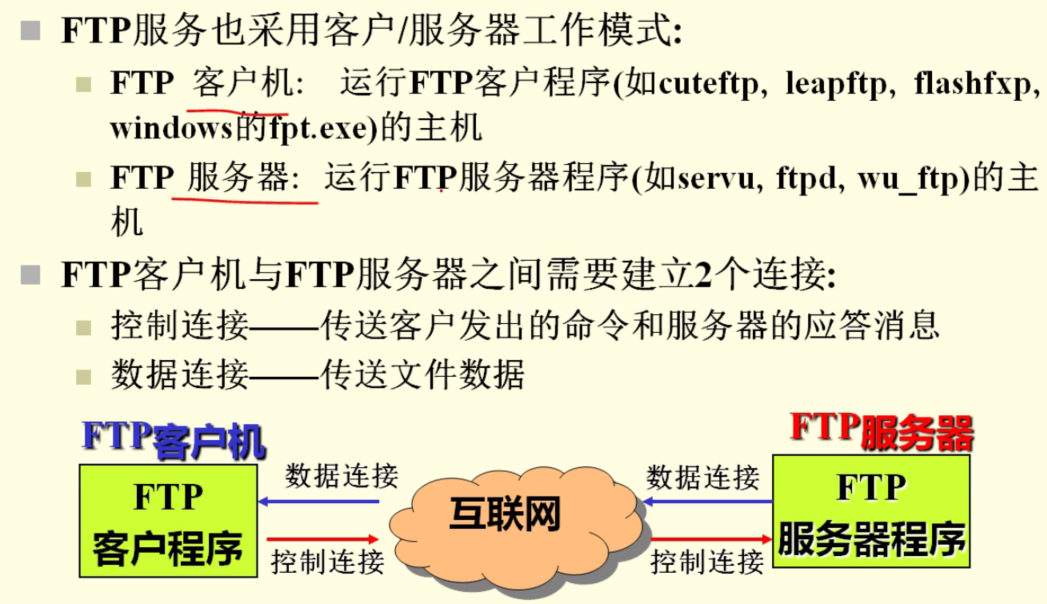 FTP服务也采用客户/服务器工作模式:
FTP 客户机: 运行FTP客户程序(如cuteftp, leapftp, flashfxp,
windows的fpt.exe)的主机
FTP 服务器: 运行FTP服务器程序(如servu, ftpd, wu_ftp)的主
机
FTP客户机与FTP服务器之间需要建立2个连接:
控制连接——传送客户发出的命令和服务器的应答消息
数据连接——传送文件数据
FTP客户机
FTP
客户程序
数据连接
控制连接
互联网
数据连接
控制连接
FTP服务器
FTP
服务器程序